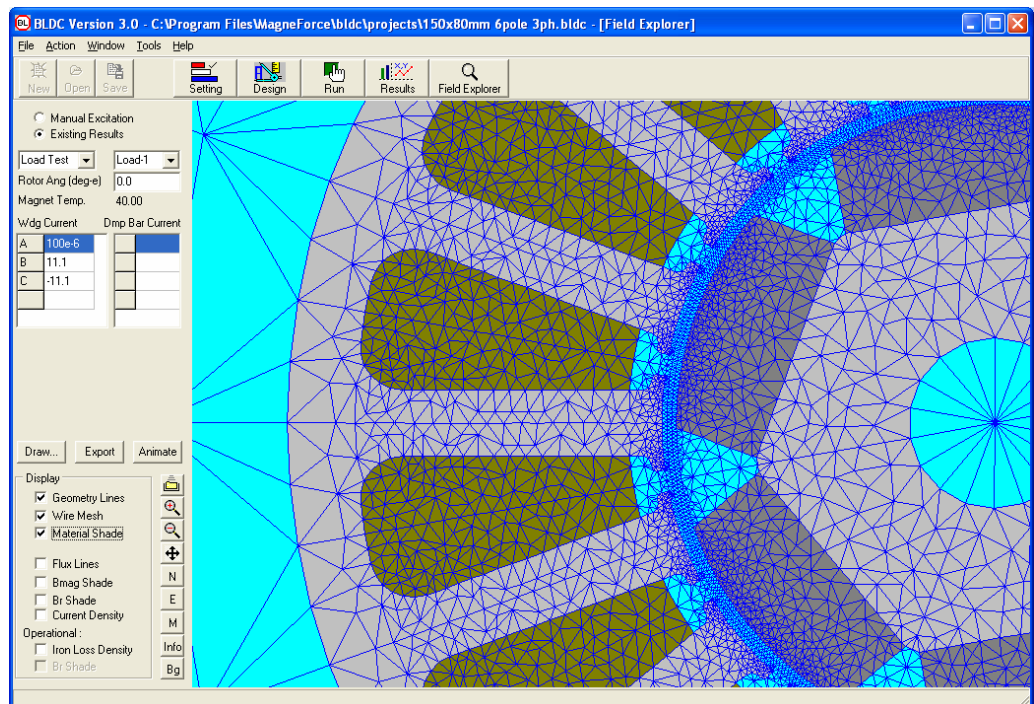 BLDC Version 3.0 - C:\Program Files\MagneForce\bldc\projects\150x80mm 6pole 3ph.bldc - [Field Explorer]
File Action Window Tools Help
New Open Save Setting Design Run Results Field Explorer
Manual Excitation
Existing Results
Load Test Load-1
Rotor Ang (deg-e) 0.0
Magnet Temp. 40.00
Wdg Current Dmp Bar Current
A 100e-6
B 11.1
C -11.1
Draw... Export Animate
Display
Geometry Lines
Wire Mesh
Material Shade
Flux Lines
Bmag Shade
Br Shade
Current Density
Operational :
Iron Loss Density
Br Shade
N
E
M
Info
Bg